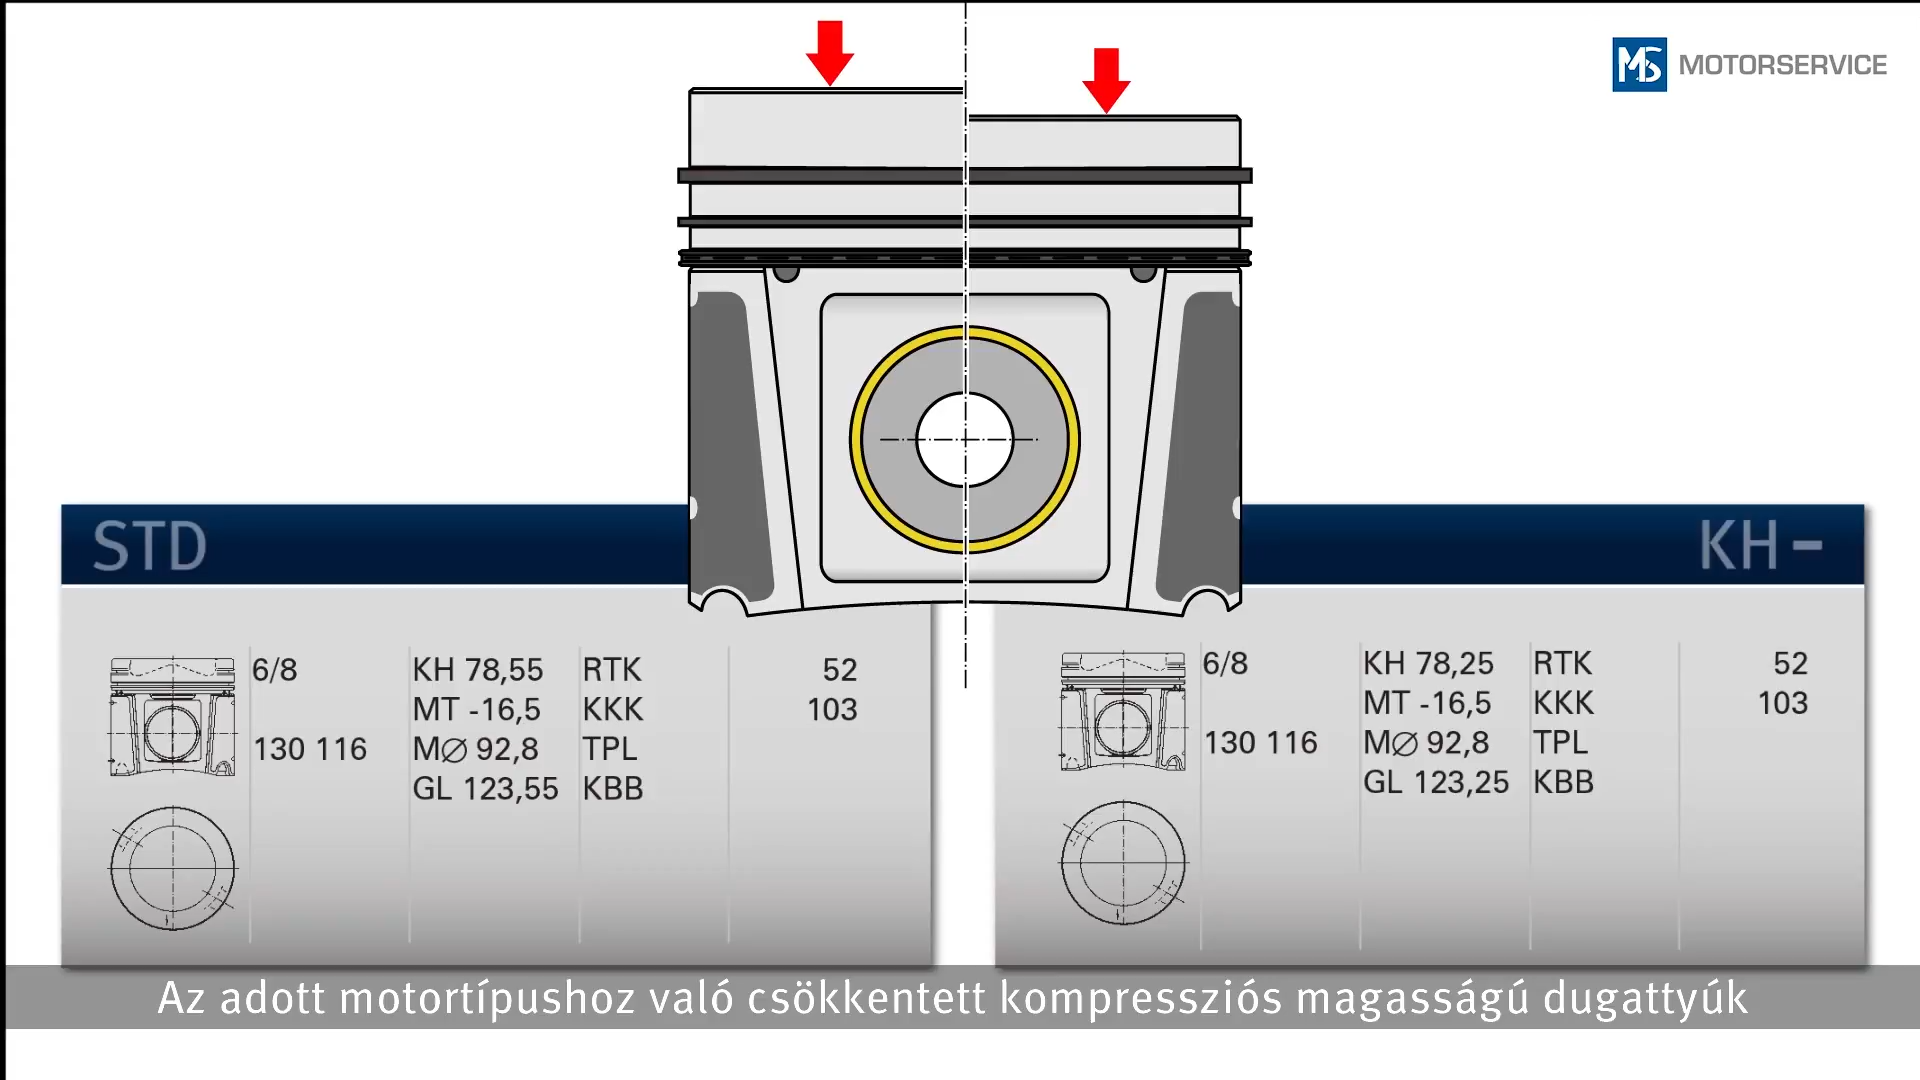 MS MOTORSERVICE
STD
6/8 KH 78,55 RTK 52
MT -16,5 KKK 103
130 116 M∅ 92,8 TPL
GL 123,55 KBB
KH -
6/8 KH 78,25 RTK 52
MT -16,5 KKK 103
130 116 M∅ 92,8 TPL
GL 123,25 KBB
Az adott motortípushoz való csökkentett kompressziós magasságú dugattyúk